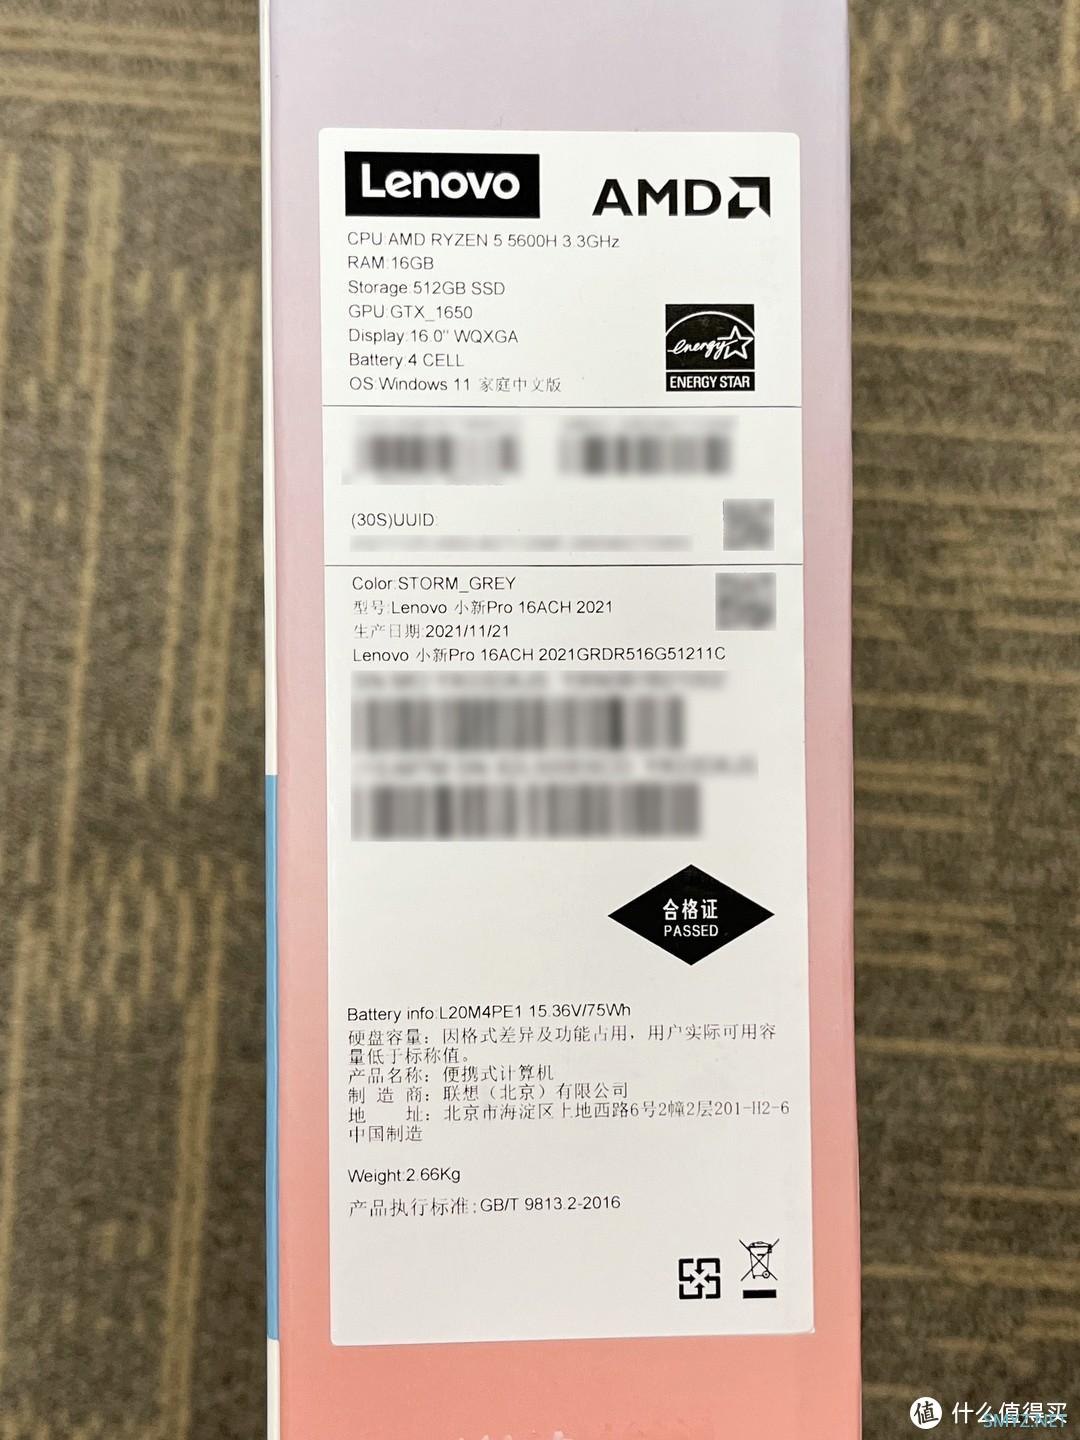 Lenovo AMD
CPU:AMD RYZEN 5 5600H 3.3GHz
RAM:16GB
Storage:512GB SSD
GPU:GTX_1650
Display:16.0" WQXGA
Battery:4 CELL
OS:Windows 11 家庭中文版
energy
ENERGY STAR
(30S)UUID:
Color:STORM_GREY
型号:Lenovo 小新Pro 16ACH 2021
生产日期:2021/11/21
Lenovo 小新Pro 16ACH 2021GRDR516G51211C
合格证
PASSED
Battery info:L20M4PE1 15.36V/75Wh
硬盘容量：因格式差异及功能占用，用户实际可用容
量低于标称值。
产品名称：便携式计算机
制 造 商：联想（北京）有限公司
地 址：北京市海淀区上地西路6号2幢2层201-H2-6
中国制造
Weight:2.66Kg
产品执行标准:GB/T 9813.2-2016
值 什么值得买
SMYZ.NET